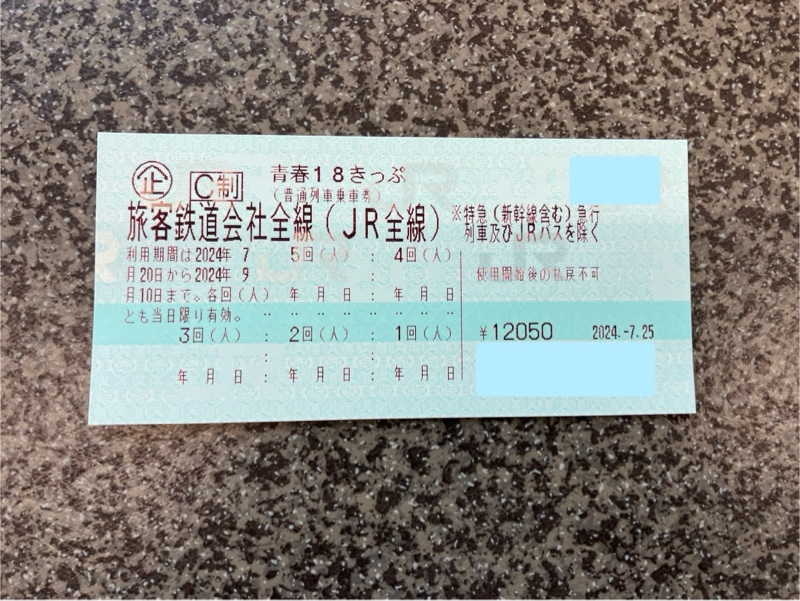 企 C制 青春18きっぷ
(普通列車乗車券)
旅客鉄道会社全線(JR全線)
※特急(新幹線含む)急行
列車及びJRバスを除く
利用期間は2024年 7
月20日から2024年 9
月10日まで。各回(人)
とも当日限り有効。
5回(人) : 4回(人)
年 月 日 : 年 月 日
3回(人) : 2回(人) : 1回(人)
年 月 日 : 年 月 日 : 年 月 日
使用開始後の払戻不可
¥12050 2024.-7.25